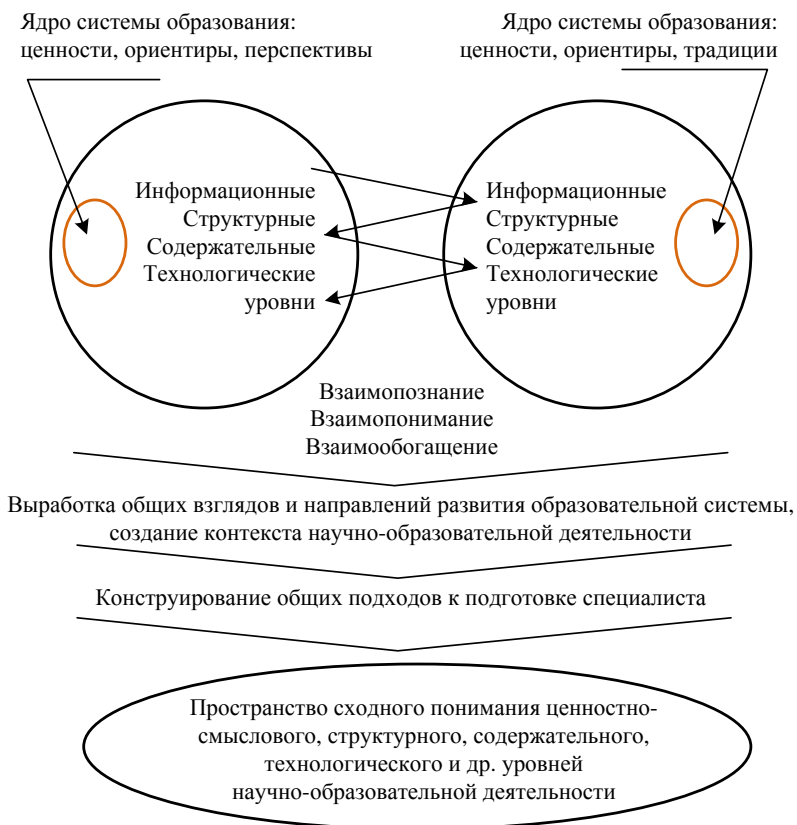 Ядро системы образования:
ценности, ориентиры, перспективы
Ядро системы образования:
ценности, ориентиры, традиции
Информационные
Структурные
Содержательные
Технологические
уровни
Информационные
Структурные
Содержательные
Технологические
уровни
Взаимопознание
Взаимопонимание
Взаимообогащение
Выработка общих взглядов и направлений развития образовательной системы,
создание контекста научно-образовательной деятельности
Конструирование общих подходов к подготовке специалиста
Пространство сходного понимания ценностно-
смыслового, структурного, содержательного,
технологического и др. уровней
научно-образовательной деятельности